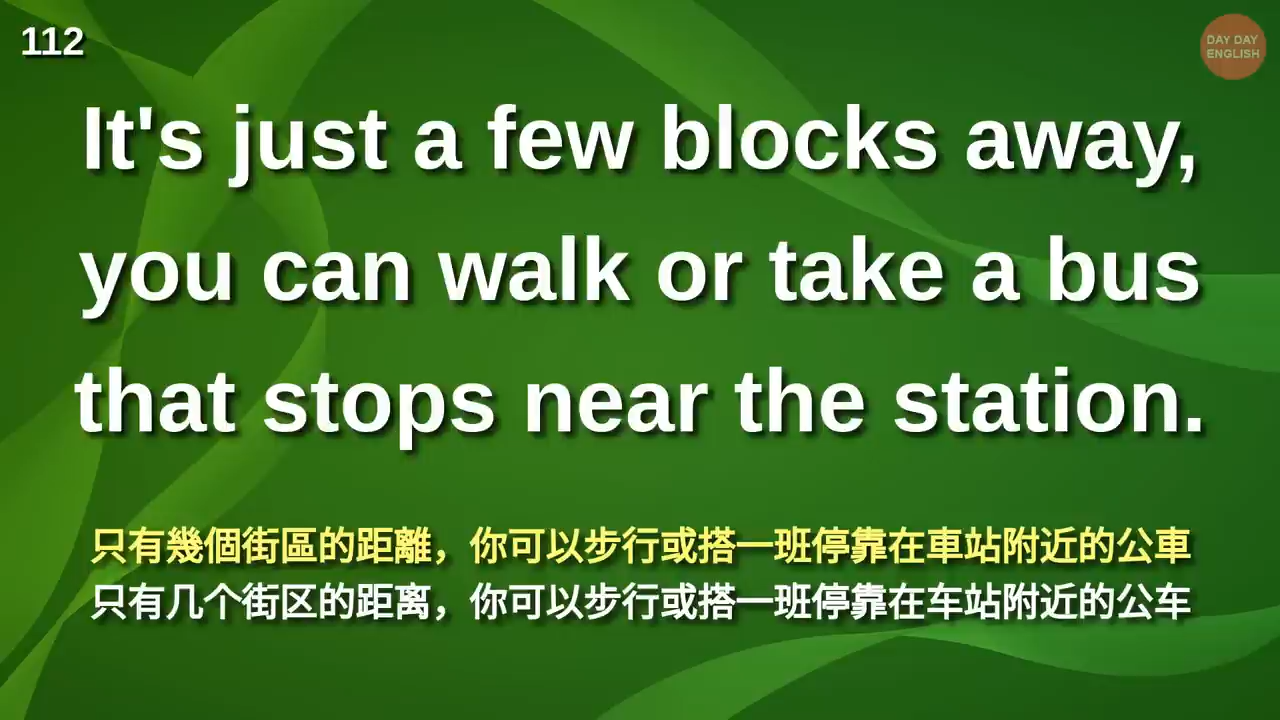 112
DAY DAY
ENGLISH
It's just a few blocks away,
you can walk or take a bus
that stops near the station.
只有幾個街區的距離，你可以步行或搭一班停靠在車站附近的公車
只有几个街区的距离，你可以步行或搭一班停靠在车站附近的公车